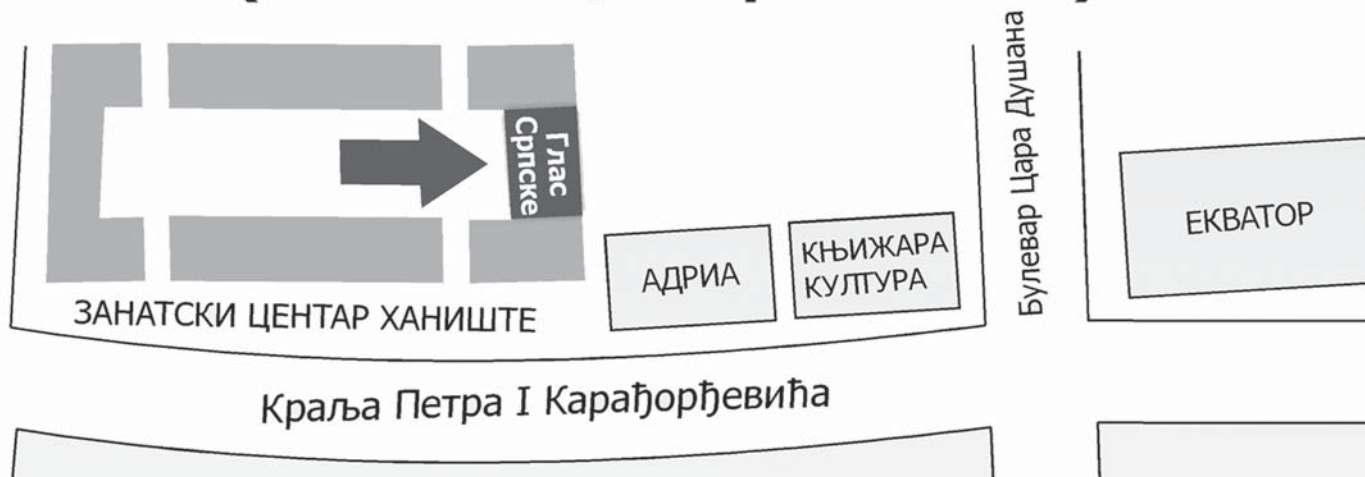 Глас
Српске
Булевар Цара Душана
ЕКВАТОР
АДРИА
КЊИЖАРА
КУЛТУРА
ЗАНАТСКИ ЦЕНТАР ХАНИШТЕ
Краља Петра I Карађорђевића